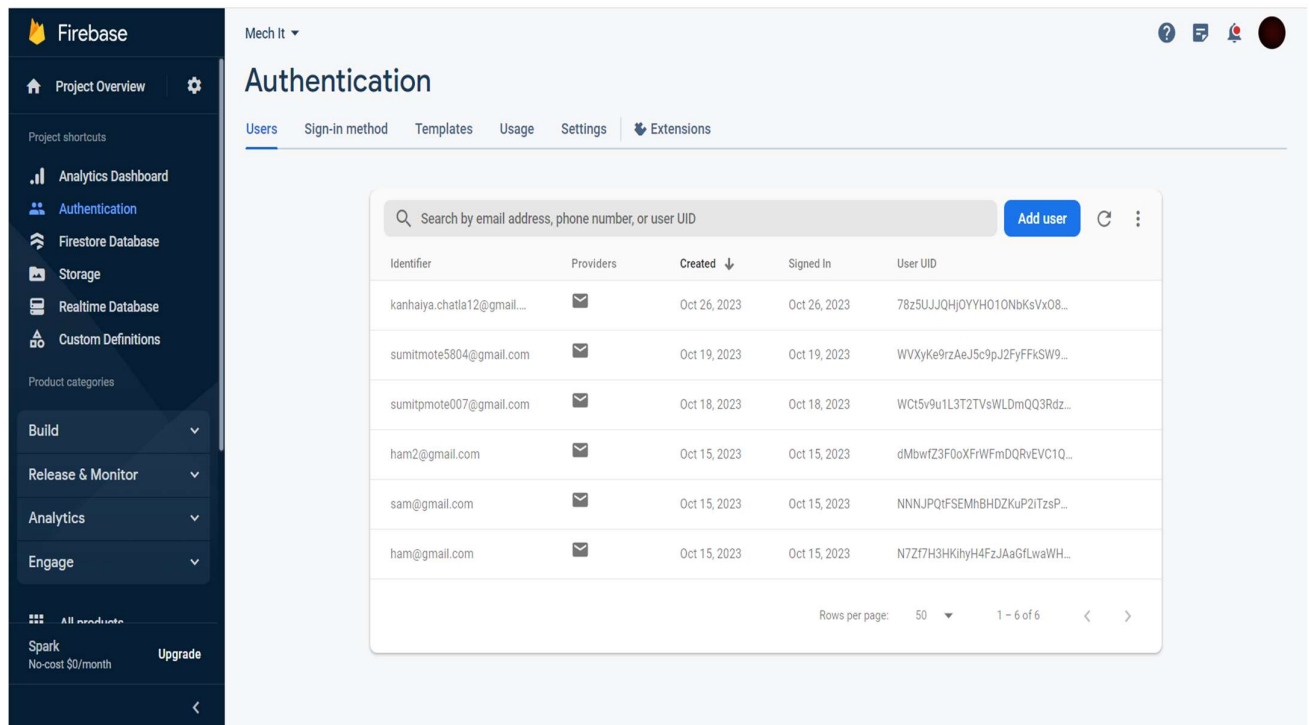 Firebase
Mech It
Project Overview
Authentication
Project shortcuts
Users Sign-in method Templates Usage Settings Extensions
Analytics Dashboard
Authentication
Firestore Database
Storage
Realtime Database
Custom Definitions
Product categories
Build
Release & Monitor
Analytics
Engage
All products
Spark
No-cost $0/month
Upgrade
Search by email address, phone number, or user UID
Add user
Identifier Providers Created Signed In User UID
kanhaiya.chatla12@gmail.... Oct 26, 2023 Oct 26, 2023 78z5UJJQHjOYYHO1ONbKsVxO8...
sumitmote5804@gmail.com Oct 19, 2023 Oct 19, 2023 WVXyKe9rzAeJ5c9pJ2FyFFkSW9...
sumitpmote007@gmail.com Oct 18, 2023 Oct 18, 2023 WCt5v9u1L3T2TVsWLDmQQ3Rdz...
ham2@gmail.com Oct 15, 2023 Oct 15, 2023 dMbwfZ3F0oXFrWFmDQRvEVC1Q...
sam@gmail.com Oct 15, 2023 Oct 15, 2023 NNNJPQtFSEMhBHDZKuP2iTzsP...
ham@gmail.com Oct 15, 2023 Oct 15, 2023 N7Zf7H3HKihyH4FzJAaGfLwaWH...
Rows per page: 50 1 – 6 of 6